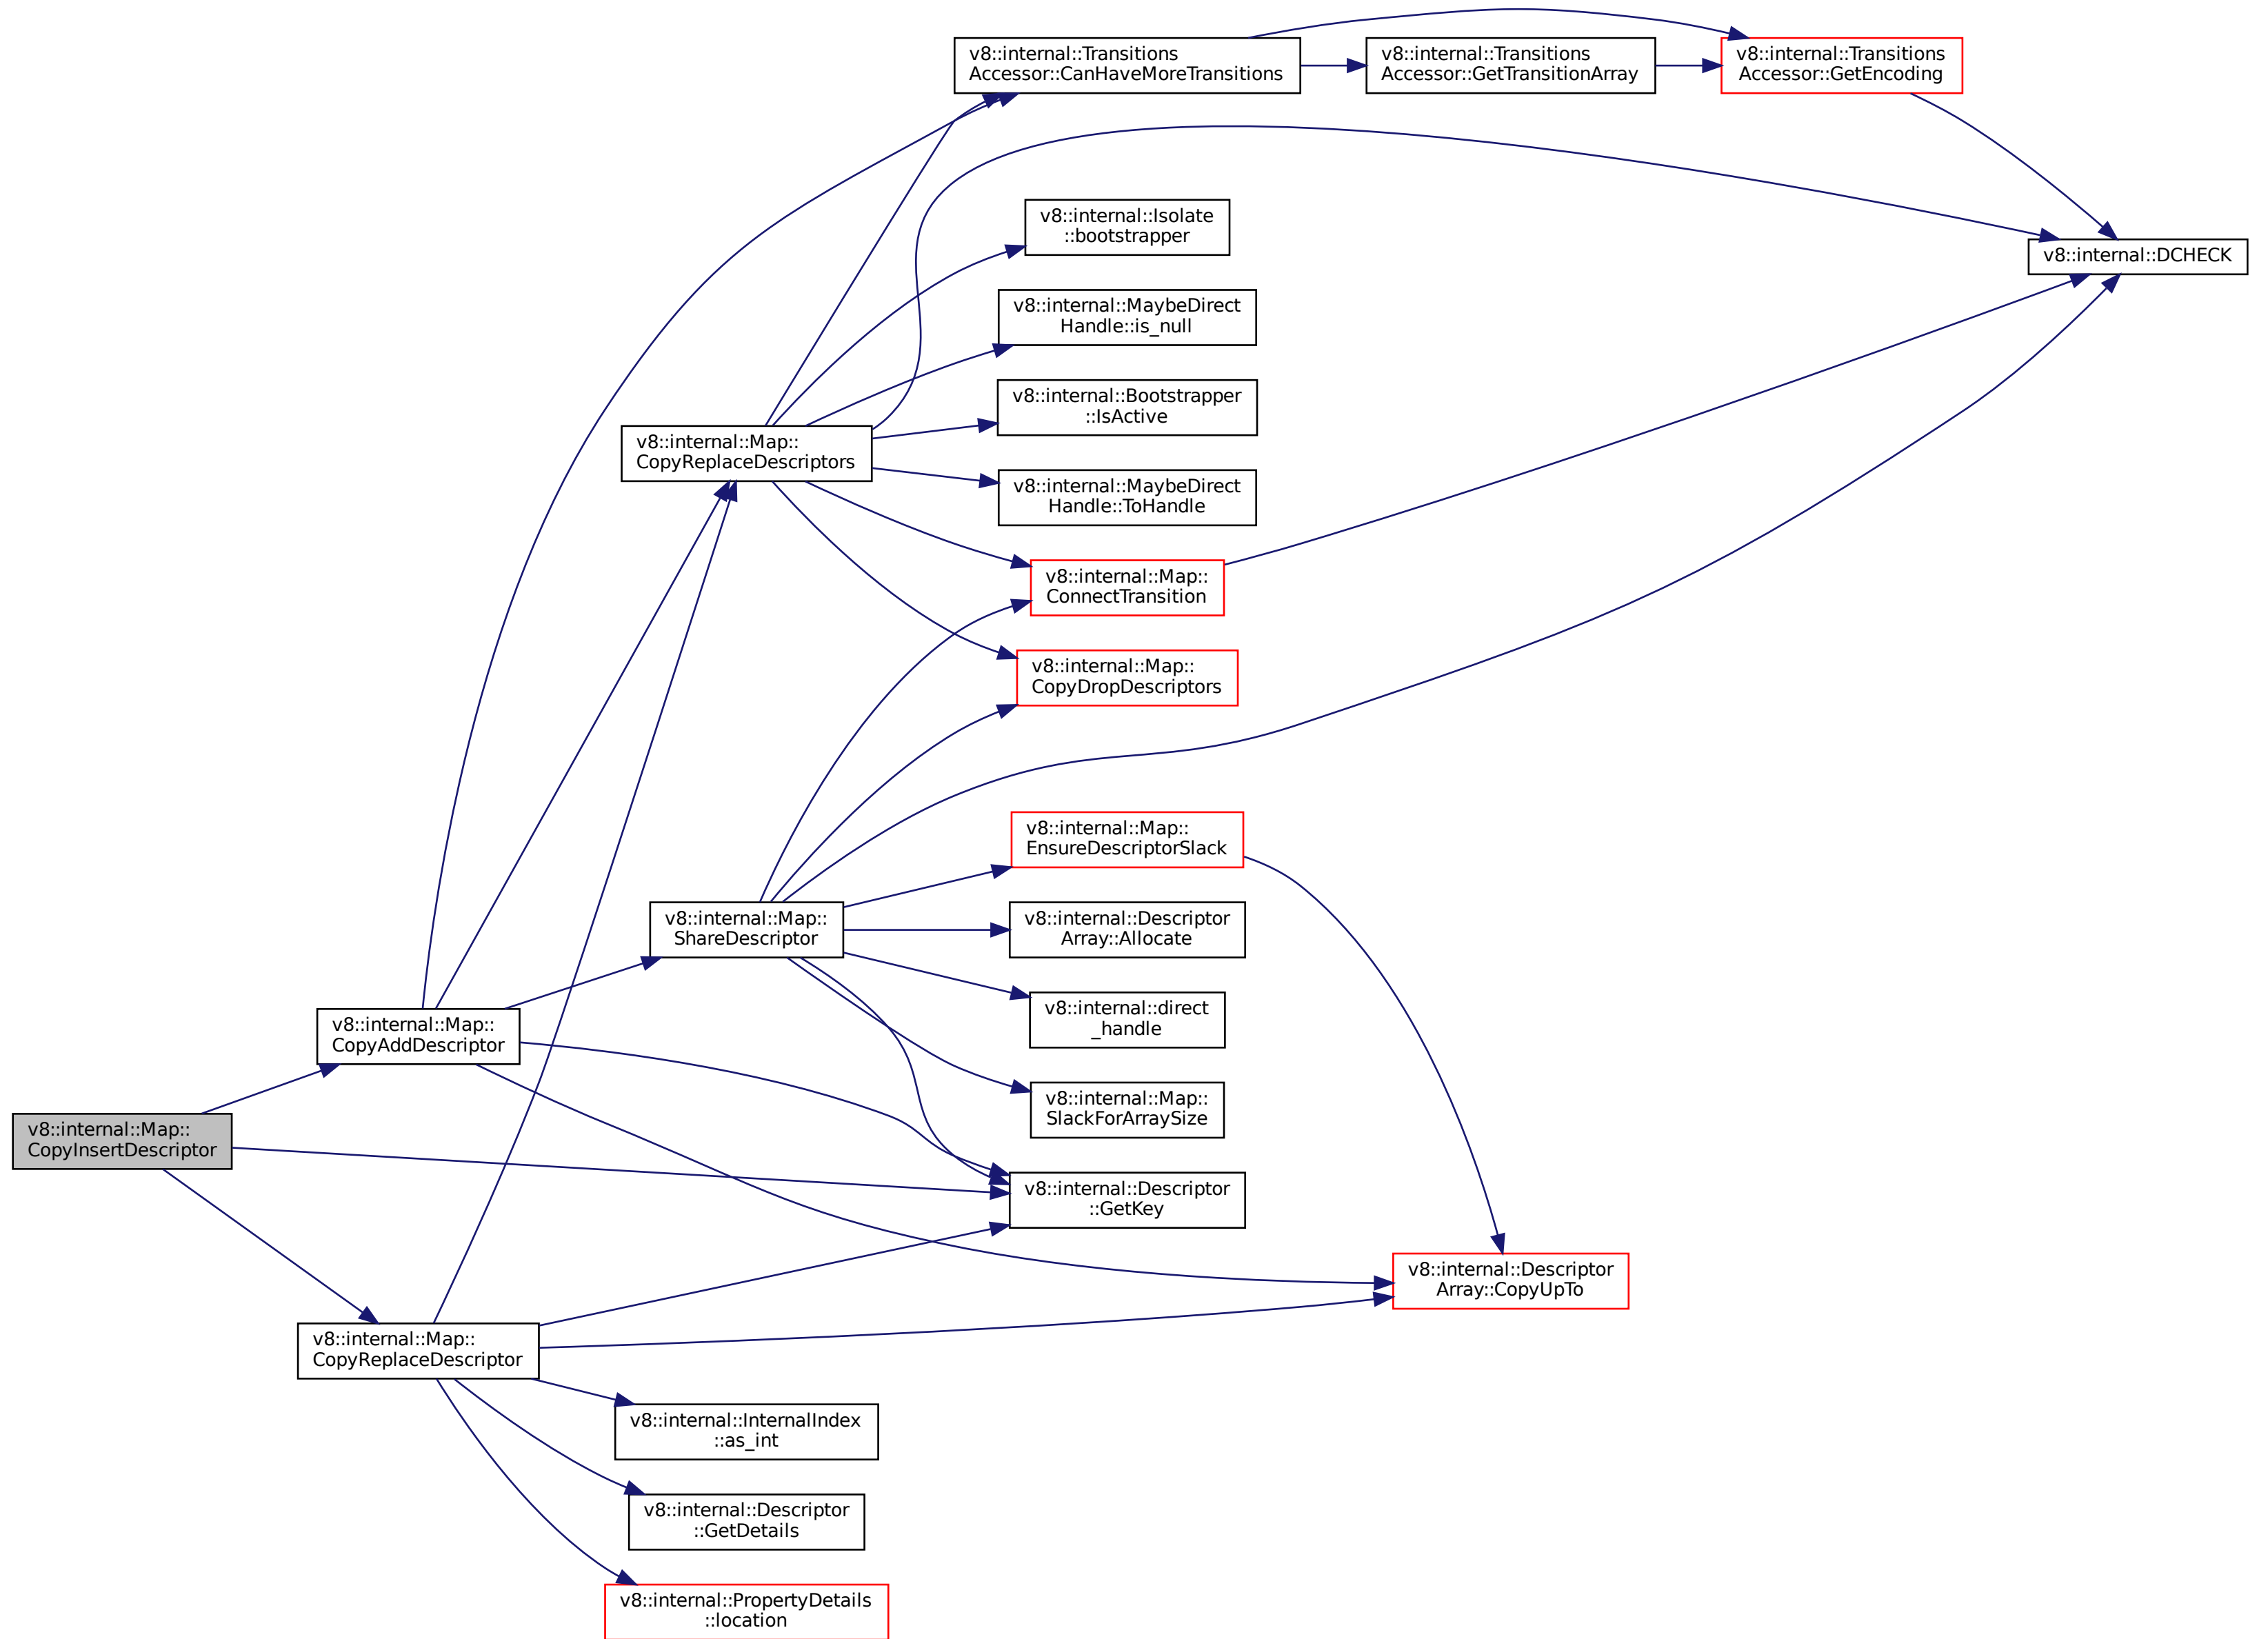 v8::internal::Transitions
Accessor::CanHaveMoreTransitions
v8::internal::Transitions
Accessor::GetTransitionArray
v8::internal::Transitions
Accessor::GetEncoding
v8::internal::Isolate
::bootstrapper
v8::internal::DCHECK
v8::internal::MaybeDirect
Handle::is_null
v8::internal::Bootstrapper
::IsActive
v8::internal::Map::
CopyReplaceDescriptors
v8::internal::MaybeDirect
Handle::ToHandle
v8::internal::Map::
ConnectTransition
v8::internal::Map::
CopyDropDescriptors
v8::internal::Map::
EnsureDescriptorSlack
v8::internal::Map::
ShareDescriptor
v8::internal::Descriptor
Array::Allocate
v8::internal::direct
_handle
v8::internal::Map::
CopyAddDescriptor
v8::internal::Map::
SlackForArraySize
v8::internal::Map::
CopyInsertDescriptor
v8::internal::Descriptor
::GetKey
v8::internal::Descriptor
Array::CopyUpTo
v8::internal::Map::
CopyReplaceDescriptor
v8::internal::InternalIndex
::as_int
v8::internal::Descriptor
::GetDetails
v8::internal::PropertyDetails
::location